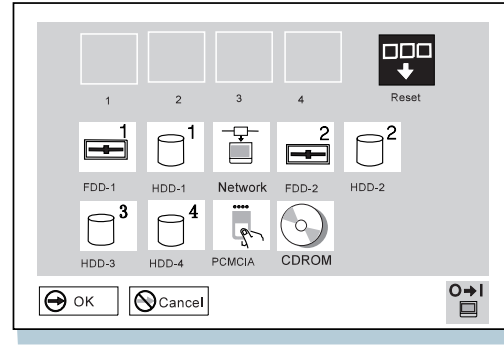 1 2 3 4 Reset
1 1 2 2
FDD-1 HDD-1 Network FDD-2 HDD-2
3 4
HDD-3 HDD-4 PCMCIA CDROM
OK Cancel